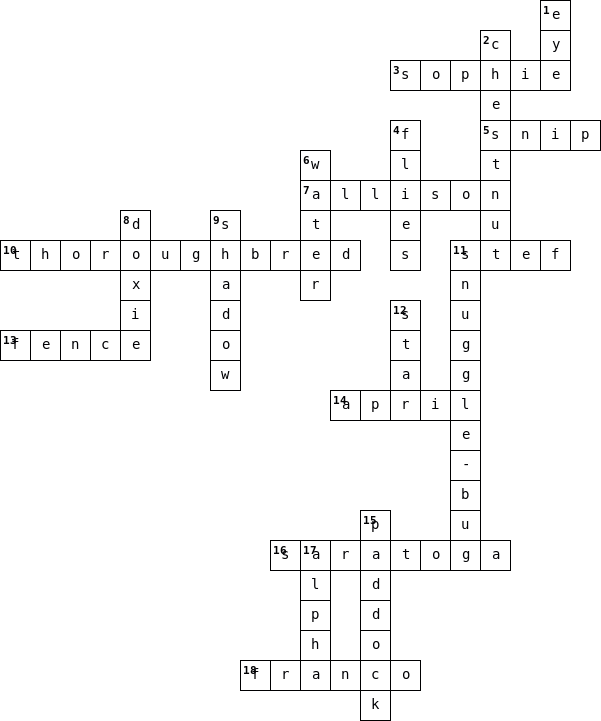 1e
2c y
3s o p h i e
e
4f 5s n i p
6w l t
7a l l i s o n
8d 9s t e u
10t h o r o u g h b r e d s 11s t e f
x a r n
i d 12s u
13f e n c e o t g
w a g
14a p r i l
e
-
b
15p u
16s 17a r a t o g a
l d
p d
h o
18f r a n c o
k